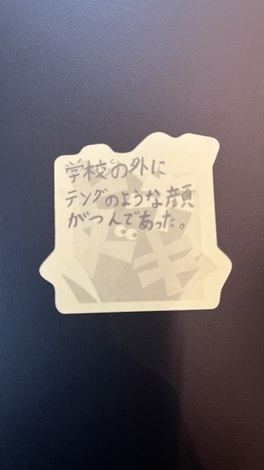 学校の外に
テングのような顔
がつんであった。